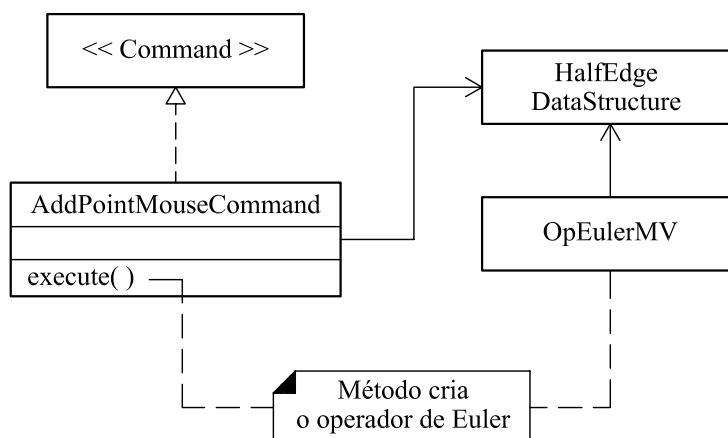 << Command >>
HalfEdge
DataStructure
AddPointMouseCommand
OpEulerMV
execute( )
Método cria
o operador de Euler